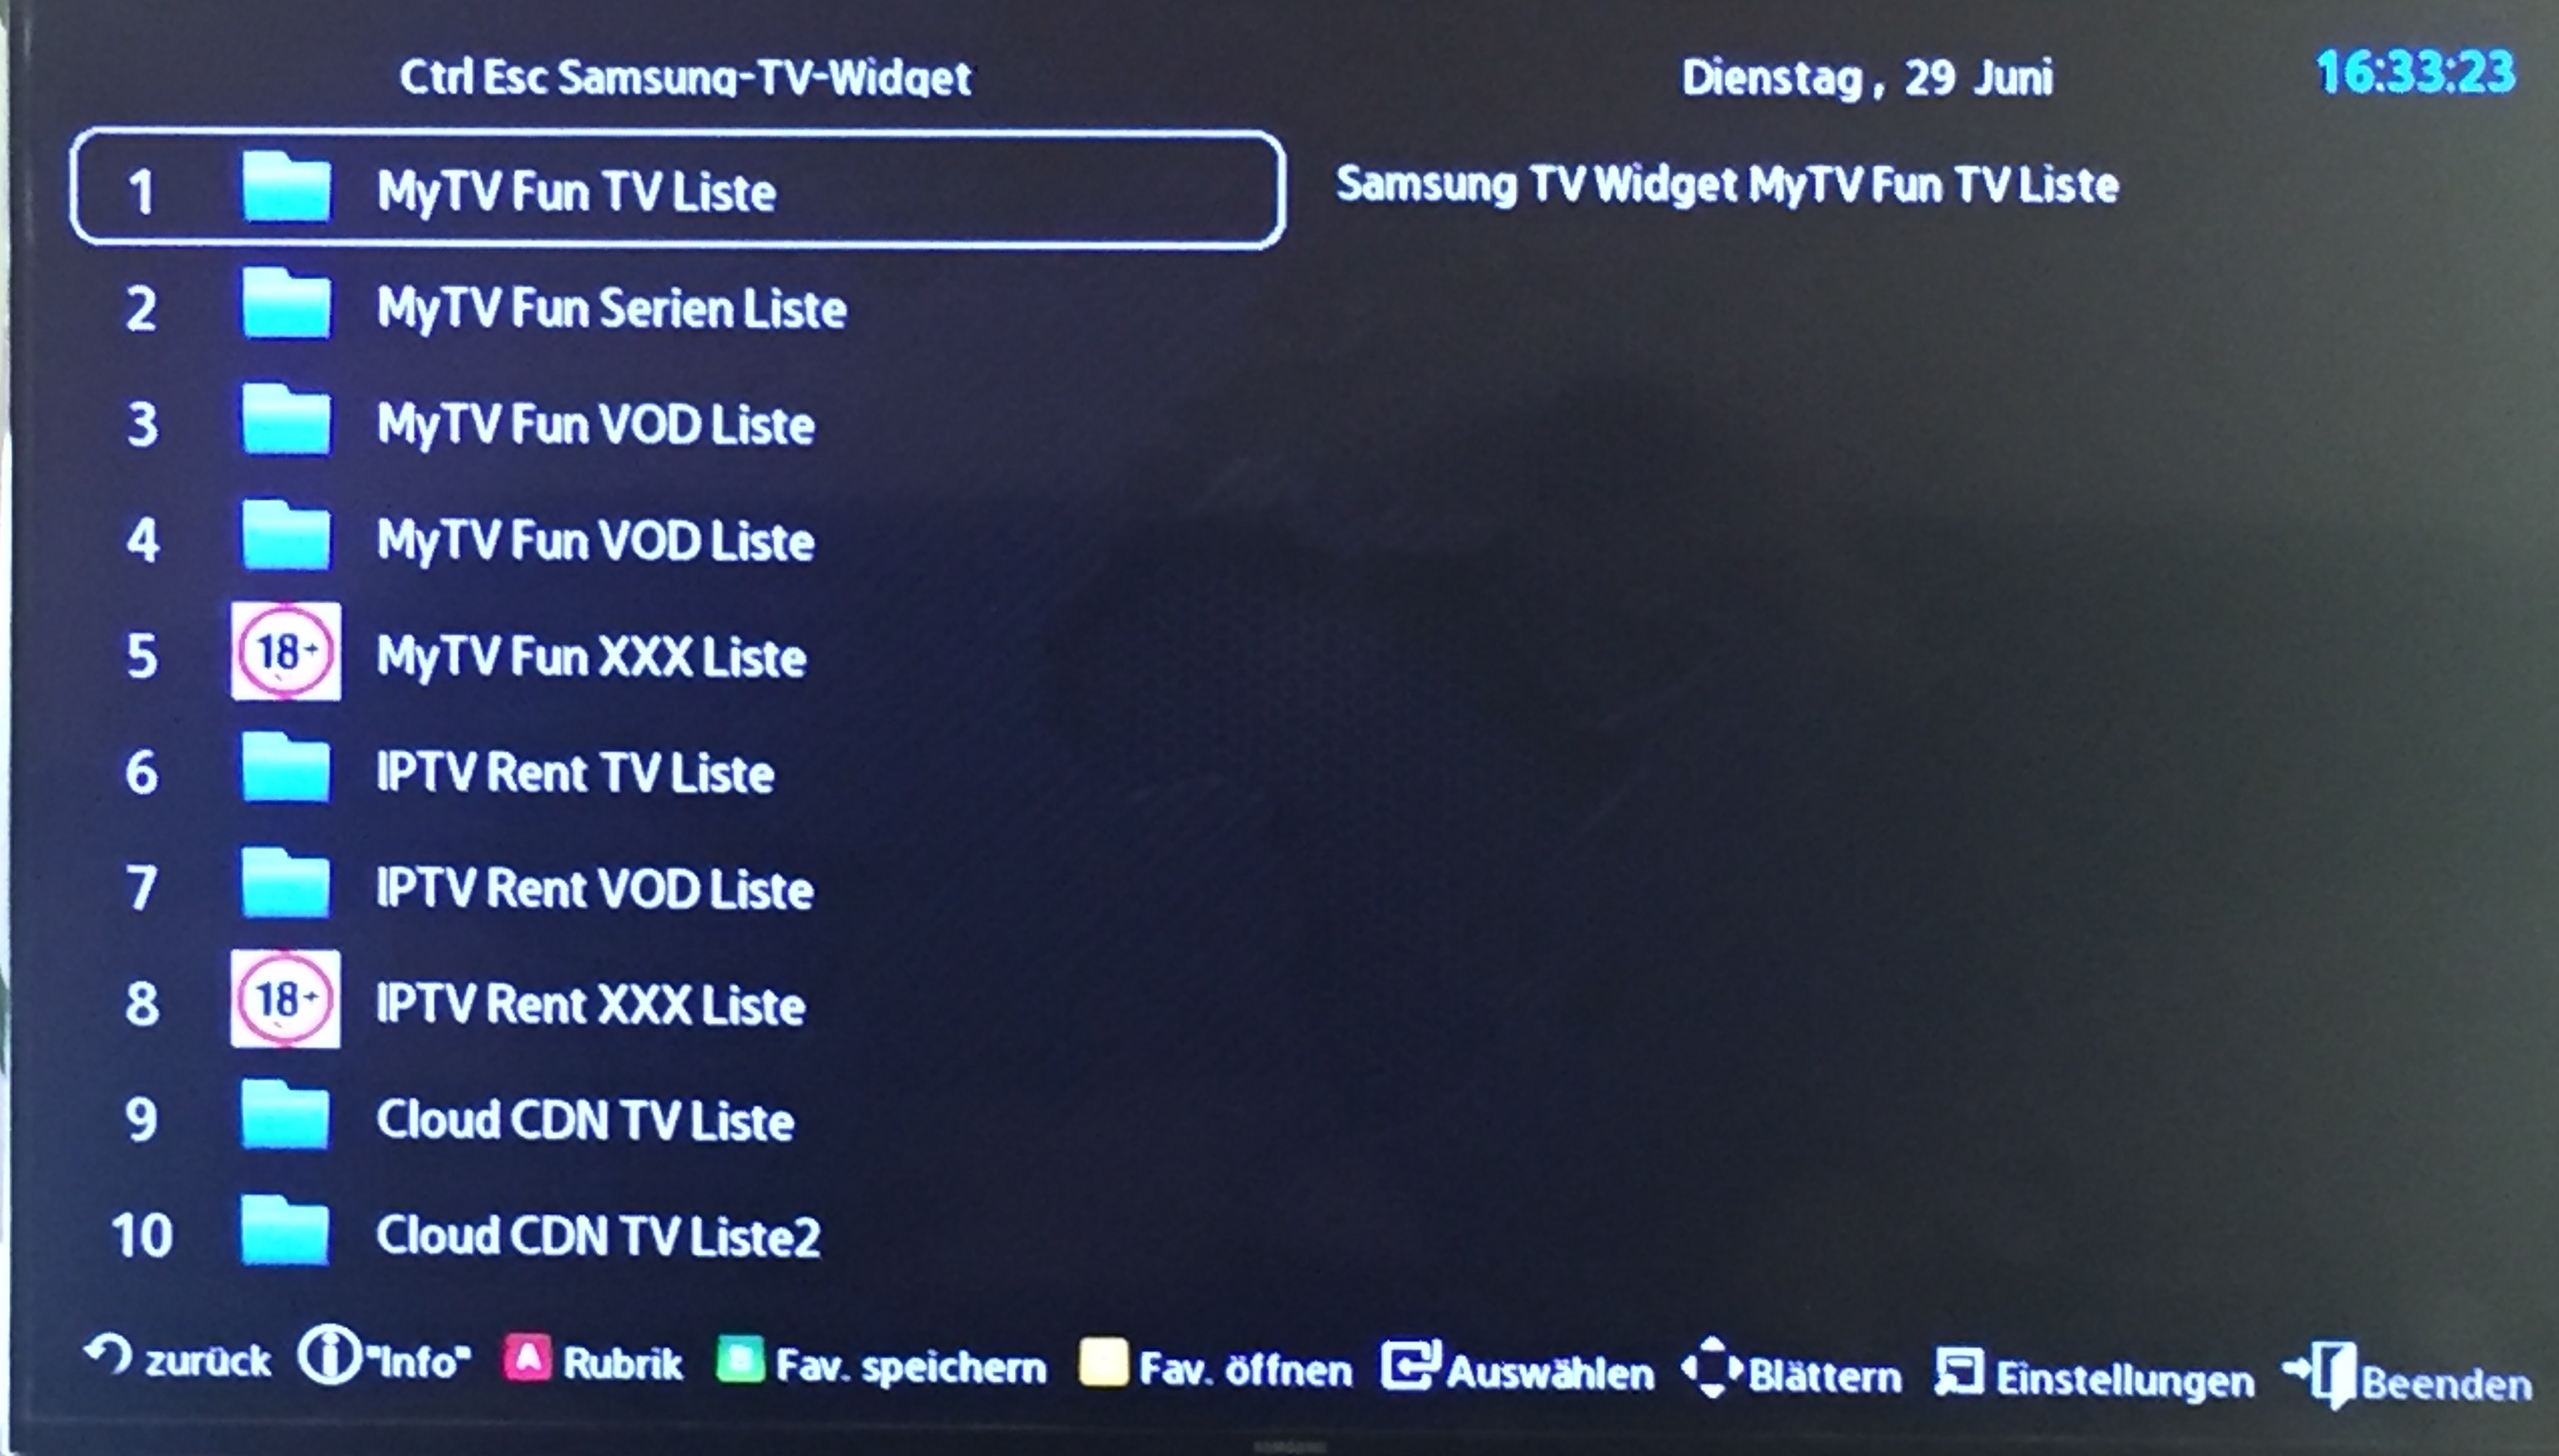 Ctrl Esc Samsung-TV-Widget
Dienstag, 29 Juni
16:33:23
1 MyTV Fun TV Liste
Samsung TV Widget MyTV Fun TV Liste
2 MyTV Fun Serien Liste
3 MyTV Fun VOD Liste
4 MyTV Fun VOD Liste
5 18+ MyTV Fun XXX Liste
6 IPTV Rent TV Liste
7 IPTV Rent VOD Liste
8 18+ IPTV Rent XXX Liste
9 Cloud CDN TV Liste
10 Cloud CDN TV Liste2
zurück "Info" A Rubrik B Fav. speichern Fav. öffnen Auswählen Blättern Einstellungen Beenden
SAMSUNG